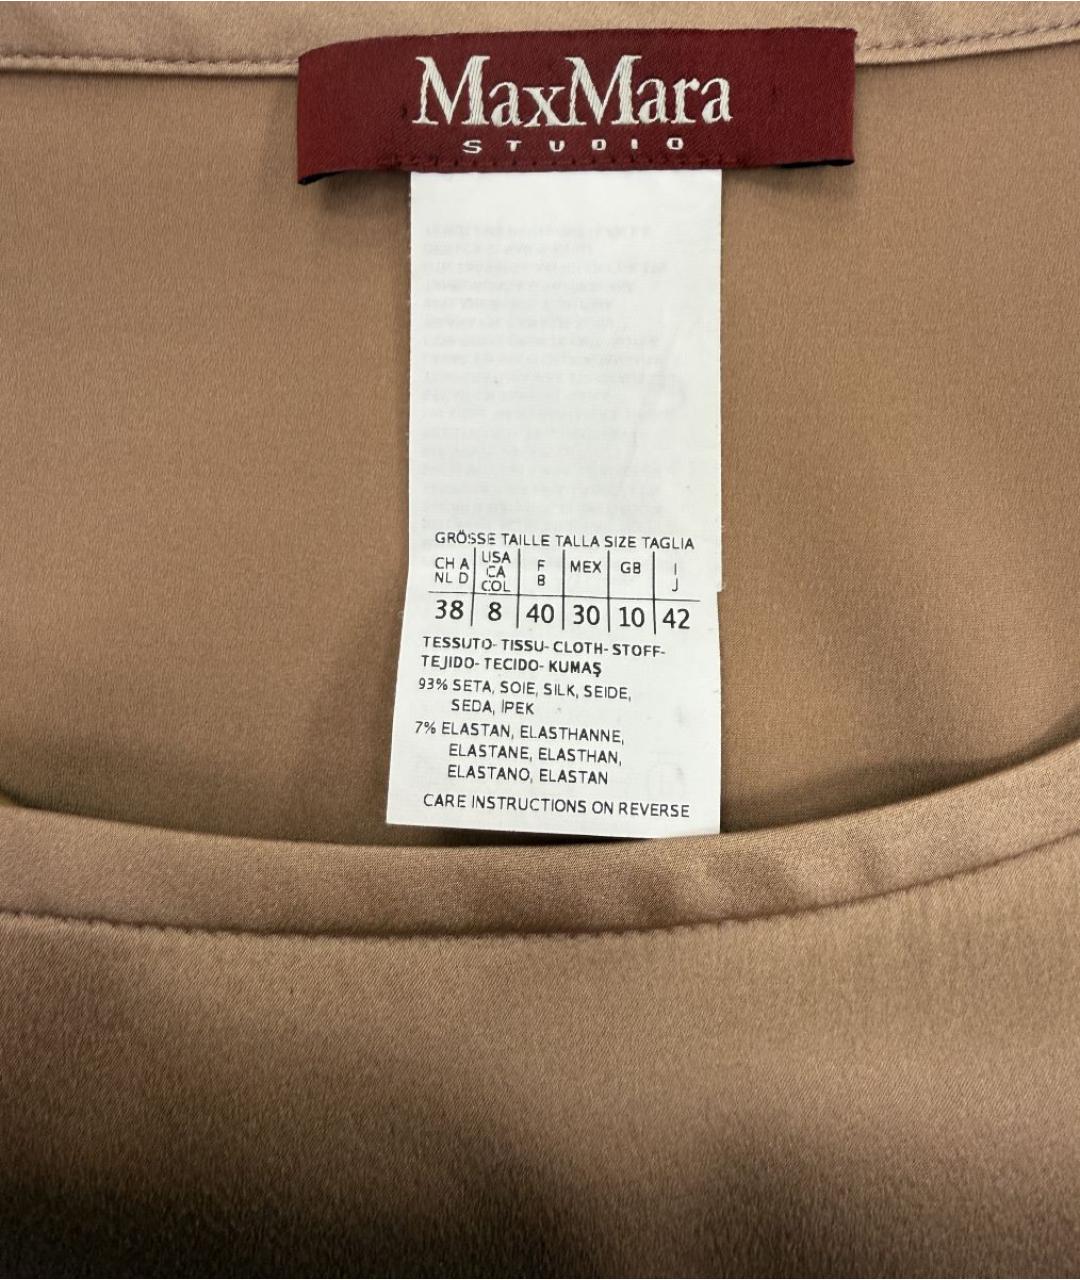 MaxMara
STUDIO
GRÖSSE TAILLE TALLA SIZE TAGLIA
CH A NL D USA CA COL F B MEX GB I J
38 8 40 30 10 42
TESSUTO- TISSU- CLOTH- STOFF-
TEJIDO- TECIDO- KUMAŞ
93% SETA, SOIE, SILK, SEIDE,
SEDA, İPEK
7% ELASTAN, ELASTHANNE,
ELASTANE, ELASTHAN,
ELASTANO, ELASTAN
CARE INSTRUCTIONS ON REVERSE